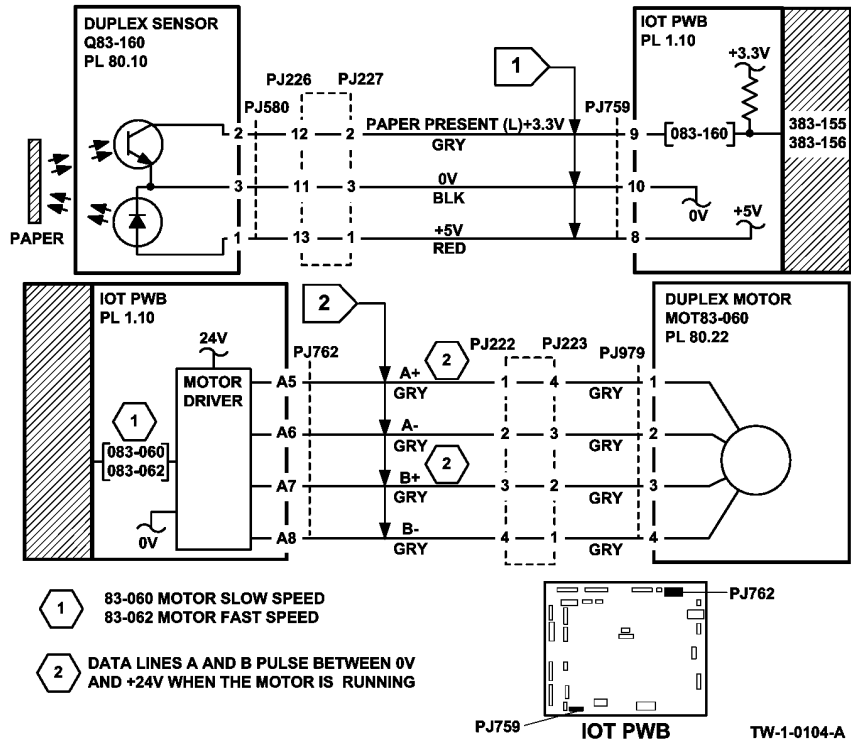 DUPLEX SENSOR
Q83-160
PL 80.10
PJ580
PJ226
PJ227
1
PJ759
IOT PWB
PL 1.10
+3.3V
2
12
2
PAPER PRESENT (L)+3.3V
GRY
9
083-160
383-155
383-156
3
11
3
0V
BLK
10
0V
PAPER
1
13
1
+5V
RED
8
+5V
IOT PWB
PL 1.10
24V
MOTOR
DRIVER
1
083-060
083-062
0V
PJ762
2
PJ222
PJ223
PJ979
DUPLEX MOTOR
MOT83-060
PL 80.22
A5
A+
GRY
2
1
4
GRY
1
A6
A-
GRY
2
3
GRY
2
A7
B+
GRY
2
3
2
GRY
3
A8
B-
GRY
4
1
GRY
4
1
83-060 MOTOR SLOW SPEED
83-062 MOTOR FAST SPEED
2
DATA LINES A AND B PULSE BETWEEN 0V
AND +24V WHEN THE MOTOR IS RUNNING
PJ762
PJ759
IOT PWB
TW-1-0104-A